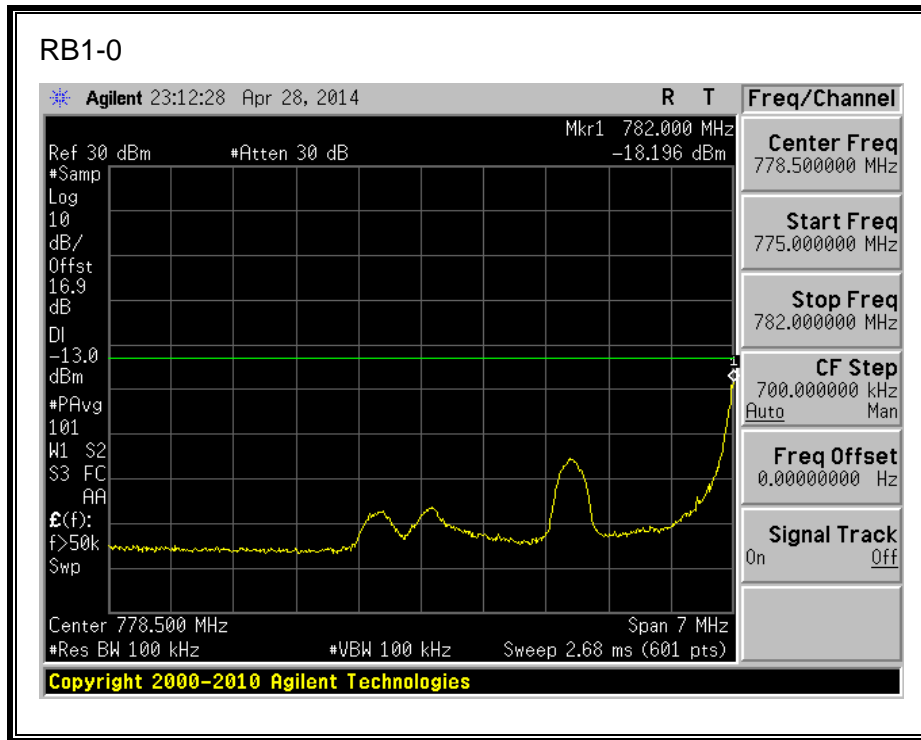 RB1-0
Agilent 23:12:28 Apr 28, 2014 R T
Freq/Channel
Mkr1 782.000 MHz
Ref 30 dBm #Atten 30 dB -18.196 dBm
#Samp
Log
10
dB/
Offst
16.9
dB
DI
-13.0
dBm
#PAvg
101
W1 S2
S3 FC
AA
£(f):
f>50k
Swp
1
Center 778.500 MHz Span 7 MHz
#Res BW 100 kHz #VBW 100 kHz Sweep 2.68 ms (601 pts)
Center Freq
778.500000 MHz
Start Freq
775.000000 MHz
Stop Freq
782.000000 MHz
CF Step
700.000000 kHz
Auto Man
Freq Offset
0.00000000 Hz
Signal Track
On Off
Copyright 2000-2010 Agilent Technologies